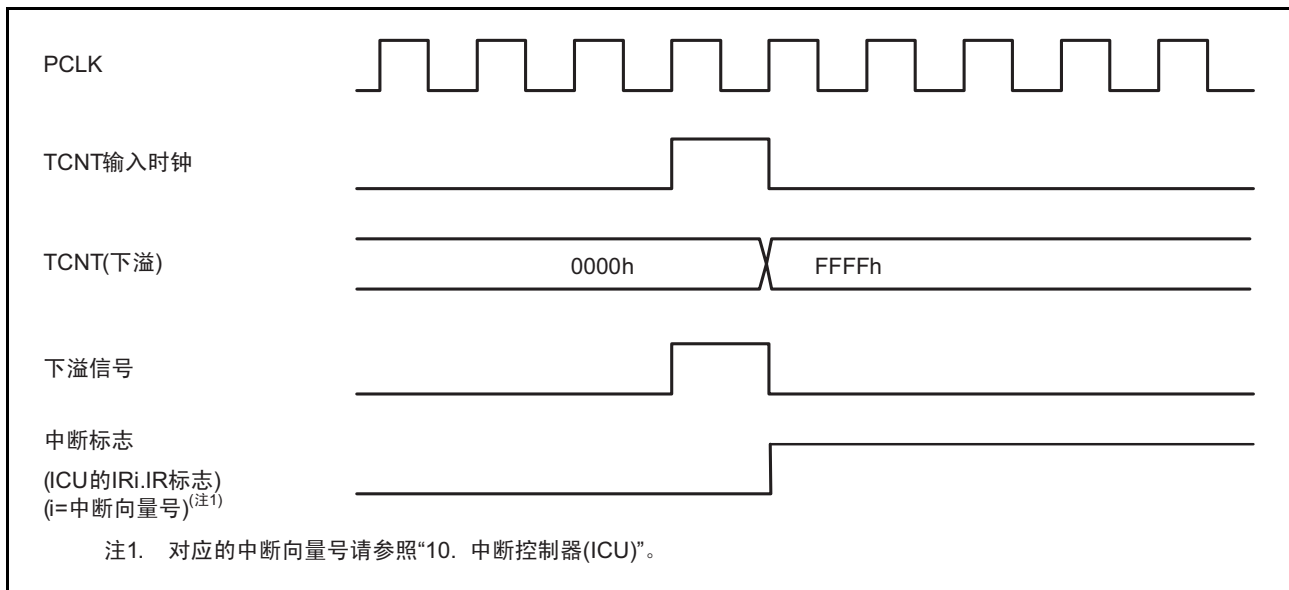 PCLK
TCNT输入时钟
TCNT(下溢)
0000h
FFFFh
下溢信号
中断标志
(ICU的IRi.IR标志)
(i=中断向量号)(注1)
注1. 对应的中断向量号请参照“10. 中断控制器(ICU)”。